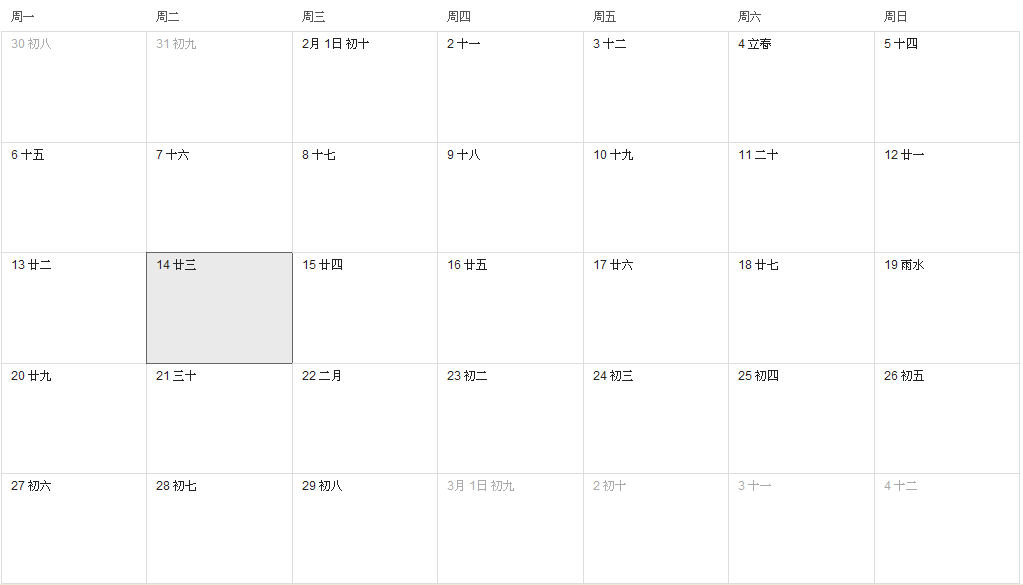 周一 周二 周三 周四 周五 周六 周日
30 初八 31 初九 2月 1日 初十 2 十一 3 十二 4 立春 5 十四
6 十五 7 十六 8 十七 9 十八 10 十九 11 二十 12 廿一
13 廿二 14 廿三 15 廿四 16 廿五 17 廿六 18 廿七 19 雨水
20 廿九 21 三十 22 二月 23 初二 24 初三 25 初四 26 初五
27 初六 28 初七 29 初八 3月 1日 初九 2 初十 3 十一 4 十二